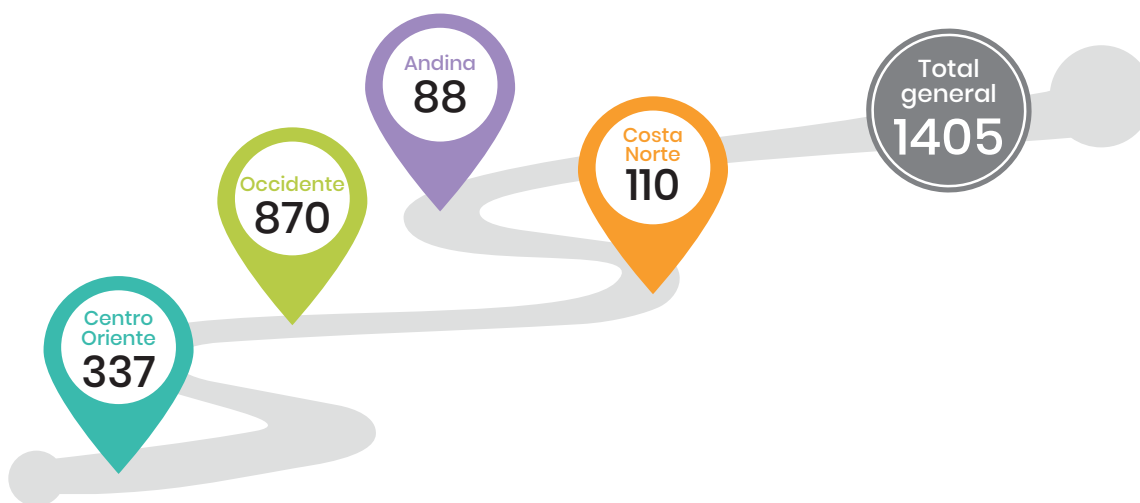 Andina
88
Total
general
1405
Costa
Norte
110
Occidente
870
Centro
Oriente
337